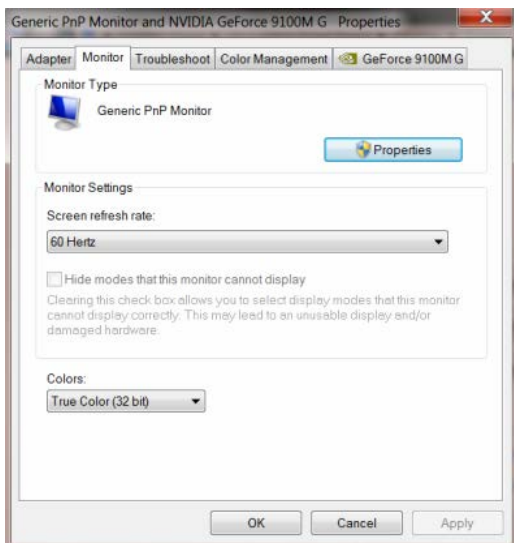 Generic PnP Monitor and NVIDIA GeForce 9100M G Properties
Adapter Monitor Troubleshoot Color Management GeForce 9100M G
Monitor Type
Generic PnP Monitor
Properties
Monitor Settings
Screen refresh rate:
60 Hertz
Hide modes that this monitor cannot display
Clearing this check box allows you to select display modes that this monitor
cannot display correctly. This may lead to an unusable display and/or
damaged hardware.
Colors:
True Color (32 bit)
OK Cancel Apply